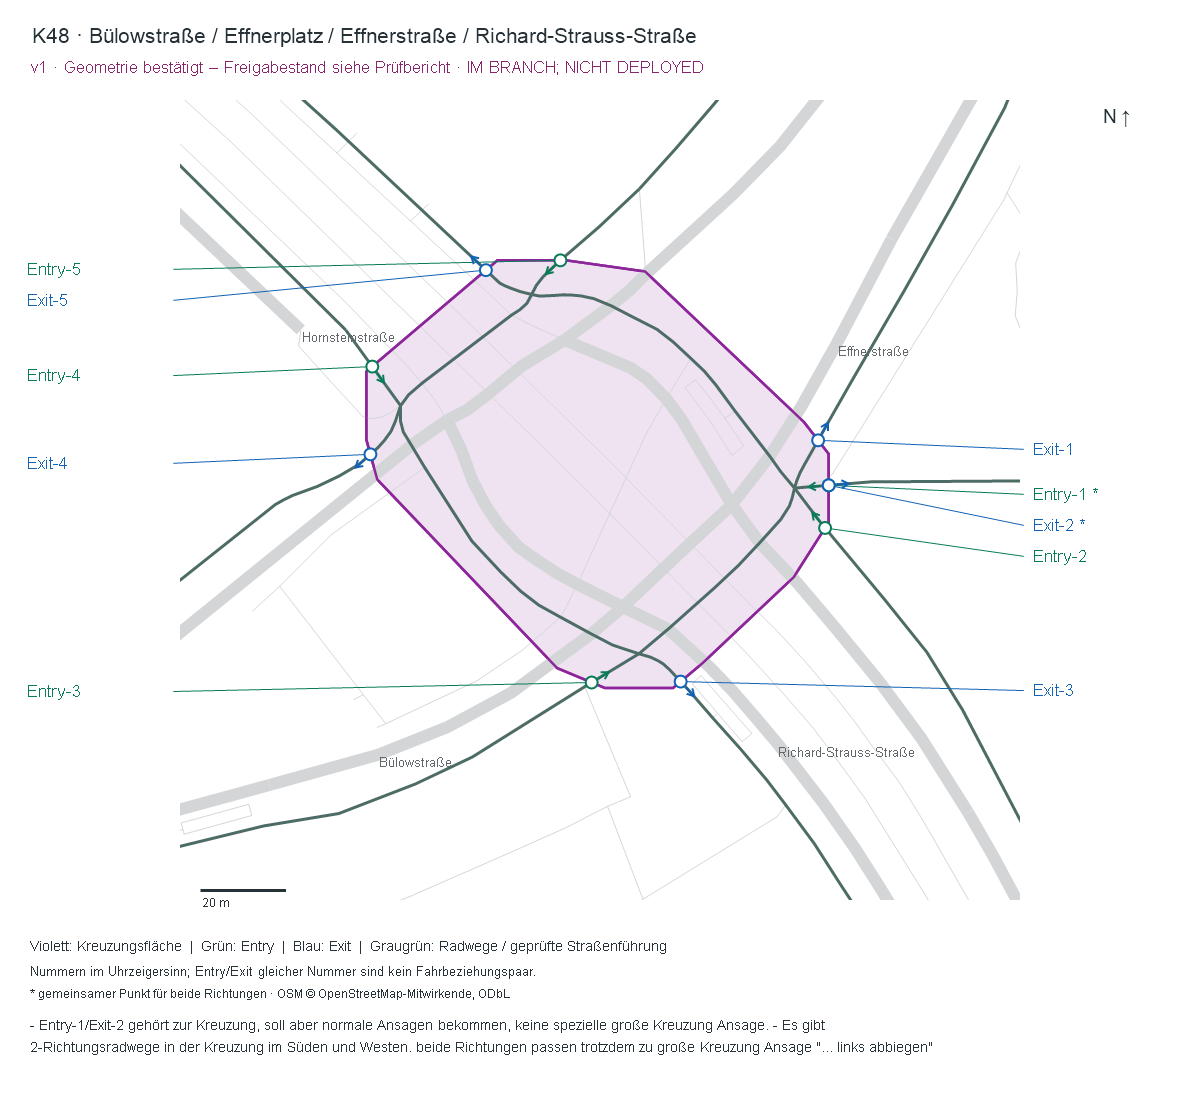 K48 · Bülowstraße / Effnerplatz / Effnerstraße / Richard-Strauss-Straße
v1 · Geometrie bestätigt – Freigabestand siehe Prüfbericht · IM BRANCH; NICHT DEPLOYED
N ↑
Entry-5
Exit-5
Hornsteinstraße
Effnerstraße
Entry-4
Exit-4
Exit-1
Entry-1 *
Exit-2 *
Entry-2
Entry-3
Exit-3
Richard-Strauss-Straße
Bülowstraße
20 m
Violett: Kreuzungsfläche | Grün: Entry | Blau: Exit | Graugrün: Radwege / geprüfte Straßenführung
Nummern im Uhrzeigersinn; Entry/Exit gleicher Nummer sind kein Fahrbeziehungspaar.
* gemeinsamer Punkt für beide Richtungen · OSM © OpenStreetMap-Mitwirkende, ODbL
- Entry-1/Exit-2 gehört zur Kreuzung, soll aber normale Ansagen bekommen, keine spezielle große Kreuzung Ansage. - Es gibt
2-Richtungsradwege in der Kreuzung im Süden und Westen. beide Richtungen passen trotzdem zu große Kreuzung Ansage "... links abbiegen"